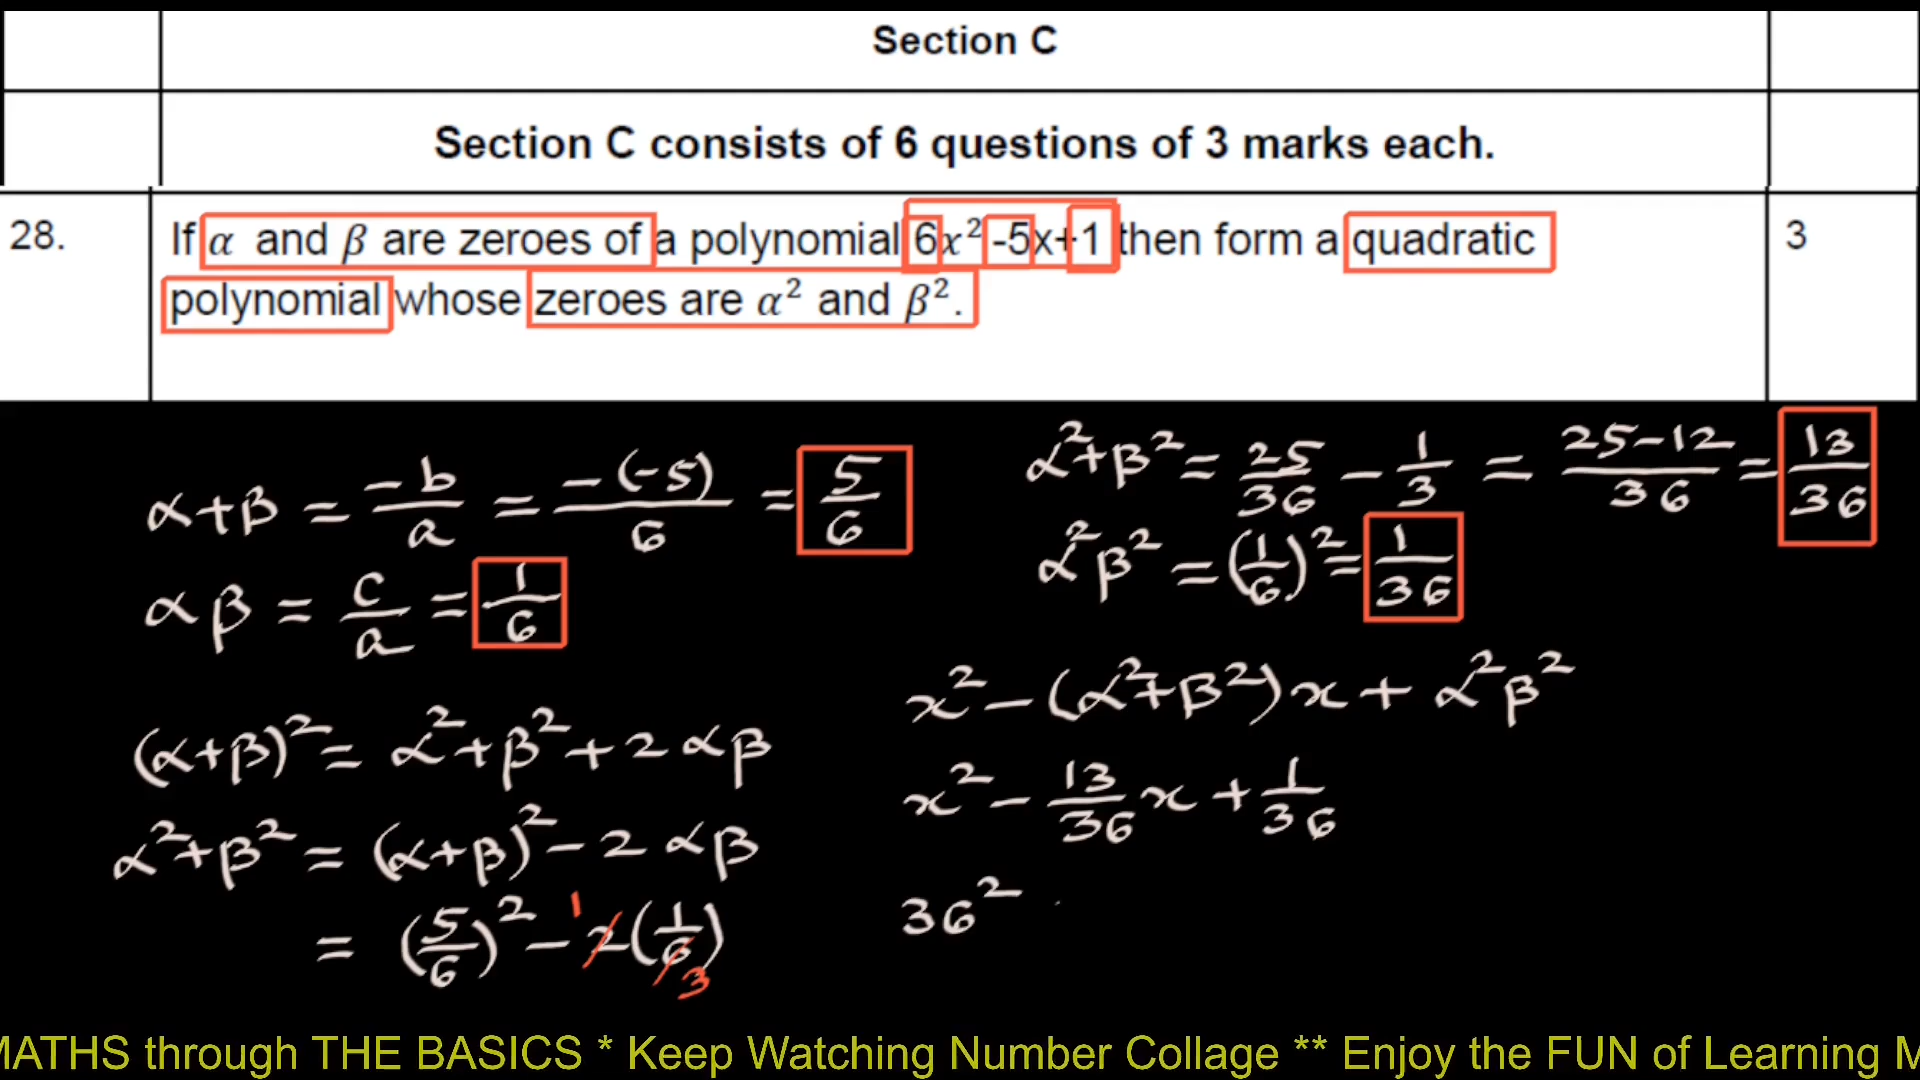 Section C
Section C consists of 6 questions of 3 marks each.
28. If α and β are zeroes of a polynomial 6x² -5x+1 then form a quadratic 3
polynomial whose zeroes are α² and β².
α+β = -b/a = -(-5)/6 = 5/6
αβ = c/a = 1/6
(α+β)² = α²+β²+2αβ
α²+β² = (α+β)² - 2αβ
= (5/6)² - 2(1/6) 1 3
α²+β² = 25/36 - 1/3 = 25-12/36 = 13/36
α²β² = (1/6)² = 1/36
x² - (α²+β²)x + α²β²
x² - 13/36 x + 1/36
36²
MATHS through THE BASICS * Keep Watching Number Collage ** Enjoy the FUN of Learning M